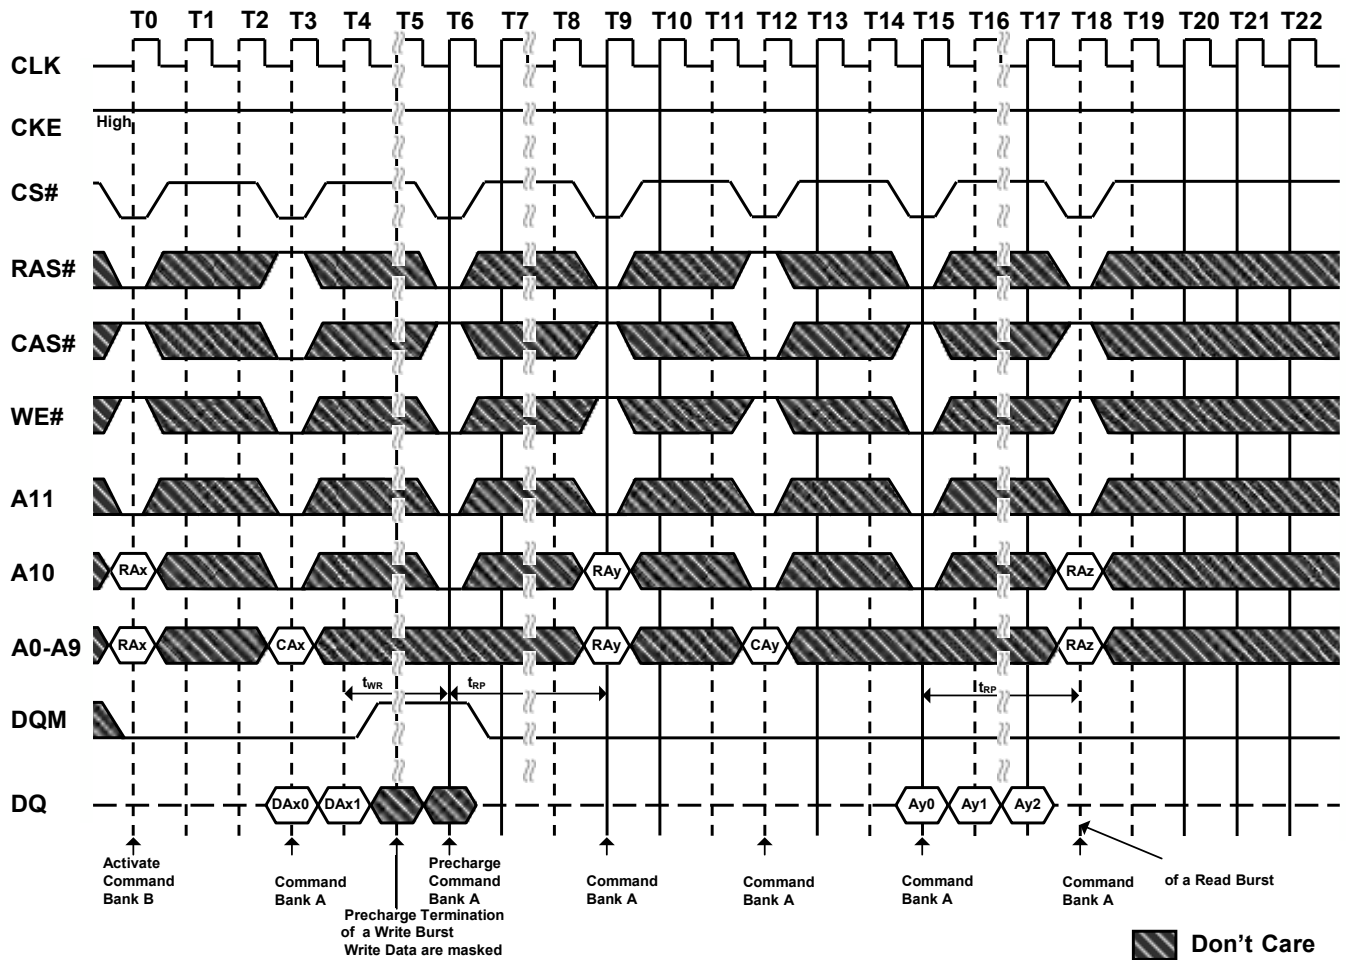 T0 T1 T2 T3 T4 T5 T6 T7 T8 T9 T10 T11 T12 T13 T14 T15 T16 T17 T18 T19 T20 T21 T22
CLK
CKE High
CS#
RAS#
CAS#
WE#
A11
A10 RAx RAy RAz
A0-A9 RAx CAx RAy CAy RAz
tWR tRP tRP
DQM
DQ DAx0 DAx1 Ay0 Ay1 Ay2
Activate
Command
Bank B
Command
Bank A
Precharge Termination
of a Write Burst
Write Data are masked
Precharge
Command
Bank A
Command
Bank A
Command
Bank A
Command
Bank A
Command
Bank A
of a Read Burst
Don't Care